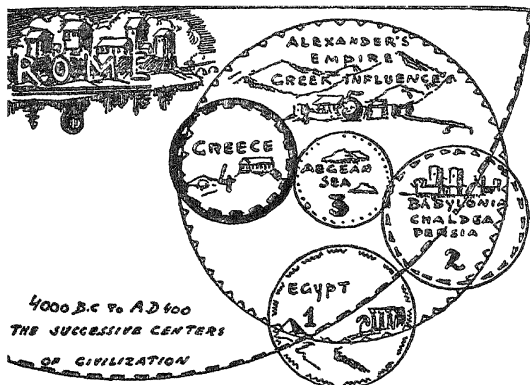 ROME
ALEXANDER'S
EMPIRE
GREEK INFLUENCE
GREECE
AEGEAN
SEA
3
BABYLONIA
CHALDEA
PERSIA
2
EGYPT
1
4000 B.C TO A.D 400
THE SUCCESSIVE CENTERS
OF CIVILIZATION